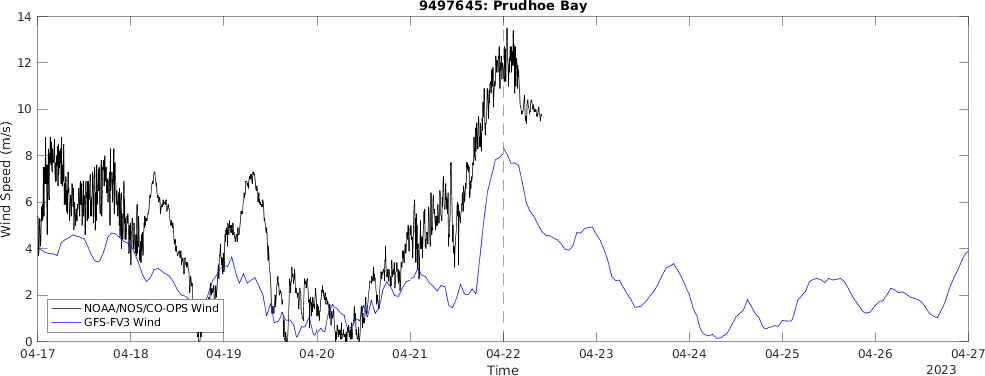 9497645: Prudhoe Bay
14
12
10
8
6
4
2
0
Wind Speed (m/s)
NOAA/NOS/CO-OPS Wind
GFS-FV3 Wind
04-17 04-18 04-19 04-20 04-21 04-22 04-23 04-24 04-25 04-26 04-27
Time
2023